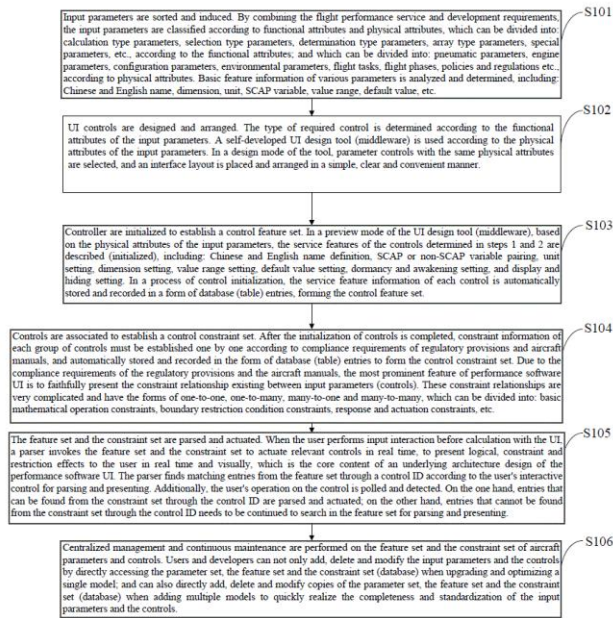 Input parameters are sorted and induced. By combining the flight performance service and development requirements,
the input parameters are classified according to functional attributes and physical attributes, which can be divided into:
calculation type parameters, selection type parameters, determination type parameters, array type parameters, special
parameters, etc., according to the functional attributes; and which can be divided into: pneumatic parameters, engine
parameters, configuration parameters, environmental parameters, flight tasks, flight phases, policies and regulations etc.,
according to physical attributes. Basic feature information of various parameters is analyzed and determined, including:
Chinese and English name, dimension, unit, SCAP variable, value range, default value, etc.
S101
UI controls are designed and arranged. The type of required control is determined according to the functional
attributes of the input parameters. A self-developed UI design tool (middleware) is used according to the physical
attributes of the input parameters. In a design mode of the tool, parameter controls with the same physical attributes
are selected, and an interface layout is placed and arranged in a simple, clear and convenient manner.
S102
Controller are initialized to establish a control feature set. In a preview mode of the UI design tool (middleware), based
on the physical attributes of the input parameters, the service features of the controls determined in steps 1 and 2 are
described (initialized), including: Chinese and English name definition, SCAP or non-SCAP variable pairing, unit
setting, dimension setting, value range setting, default value setting, dormancy and awakening setting, and display and
hiding setting. In a process of control initialization, the service feature information of each control is automatically
stored and recorded in a form of database (table) entries, forming the control feature set.
S103
Controls are associated to establish a control constraint set. After the initialization of controls is completed, constraint information of
each group of controls must be established one by one according to compliance requirements of regulatory provisions and aircraft
manuals, and automatically stored and recorded in the form of database (table) entries to form the control constraint set. Due to the
compliance requirements of the regulatory provisions and the aircraft manuals, the most prominent feature of performance software
UI is to faithfully present the constraint relationship existing between input parameters (controls). These constraint relationships are
very complicated and have the forms of one-to-one, one-to-many, many-to-one and many-to-many, which can be divided into: basic
mathematical operation constraints, boundary restriction condition constraints, response and actuation constraints, etc.
S104
The feature set and the constraint set are parsed and actuated. When the user performs input interaction before calculation with the UI,
a parser invokes the feature set and the constraint set to actuate relevant controls in real time, to present logical, constraint and
restriction effects to the user in real time and visually, which is the core content of an underlying architecture design of the
performance software UI. The parser finds matching entries from the feature set through a control ID according to the user's interactive
control for parsing and presenting. Additionally, the user's operation on the control is polled and detected. On the one hand, entries that
can be found from the constraint set through the control ID are parsed and actuated; on the other hand, entries that cannot be found
from the constraint set through the control ID needs to be continued to search in the feature set for parsing and presenting.
S105
Centralized management and continuous maintenance are performed on the feature set and the constraint set of aircraft
parameters and controls. Users and developers can not only add, delete and modify the input parameters and the controls
by directly accessing the parameter set, the feature set and the constraint set (database) when upgrading and optimizing a
single model; and can also directly add, delete and modify copies of the parameter set, the feature set and the constraint
set (database) when adding multiple models to quickly realize the completeness and standardization of the input
parameters and the controls.
S106